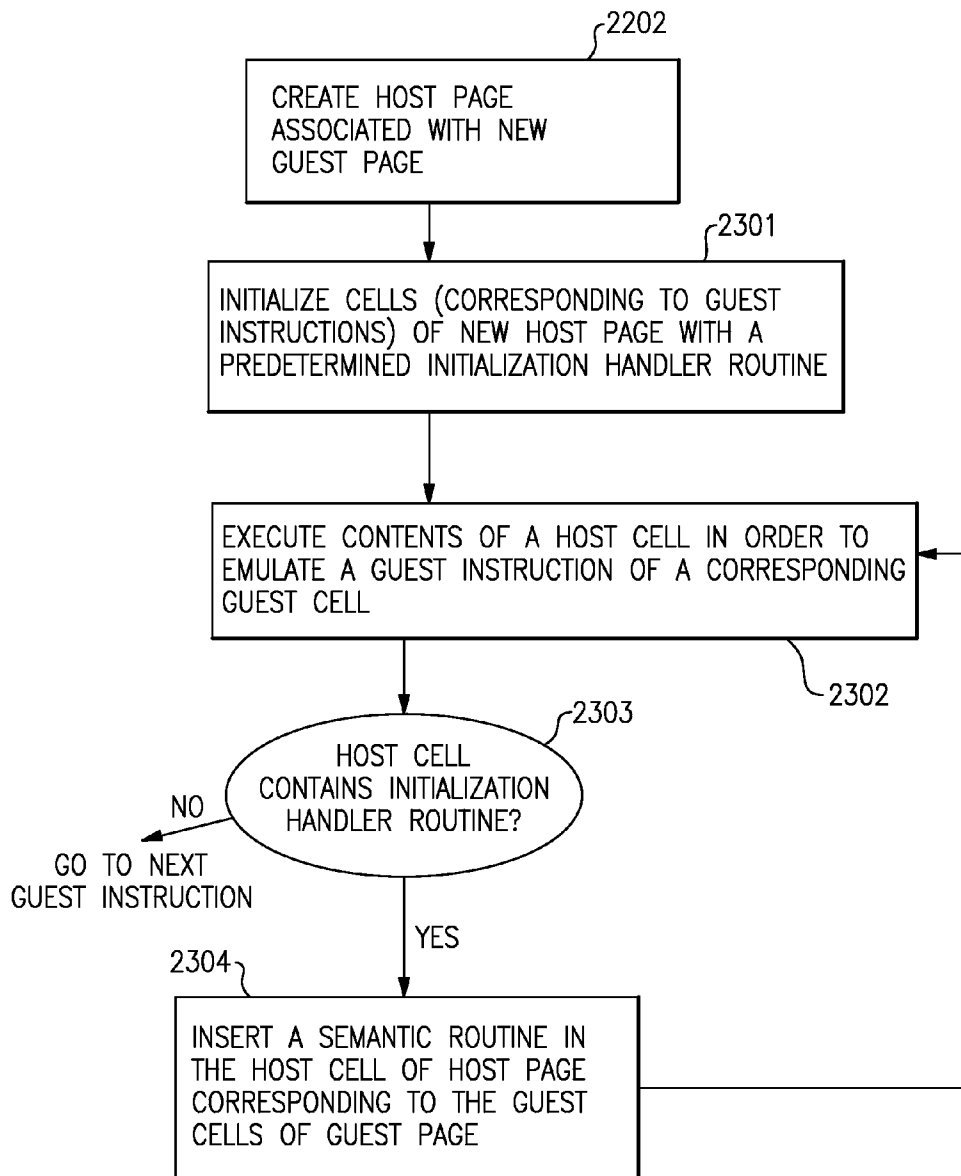 2202
CREATE HOST PAGE
ASSOCIATED WITH NEW
GUEST PAGE
2301
INITIALIZE CELLS (CORRESPONDING TO GUEST
INSTRUCTIONS) OF NEW HOST PAGE WITH A
PREDETERMINED INITIALIZATION HANDLER ROUTINE
EXECUTE CONTENTS OF A HOST CELL IN ORDER TO
EMULATE A GUEST INSTRUCTION OF A CORRESPONDING
GUEST CELL
2302
2303
HOST CELL
CONTAINS INITIALIZATION
HANDLER ROUTINE?
NO
GO TO NEXT
GUEST INSTRUCTION
YES
2304
INSERT A SEMANTIC ROUTINE IN
THE HOST CELL OF HOST PAGE
CORRESPONDING TO THE GUEST
CELLS OF GUEST PAGE